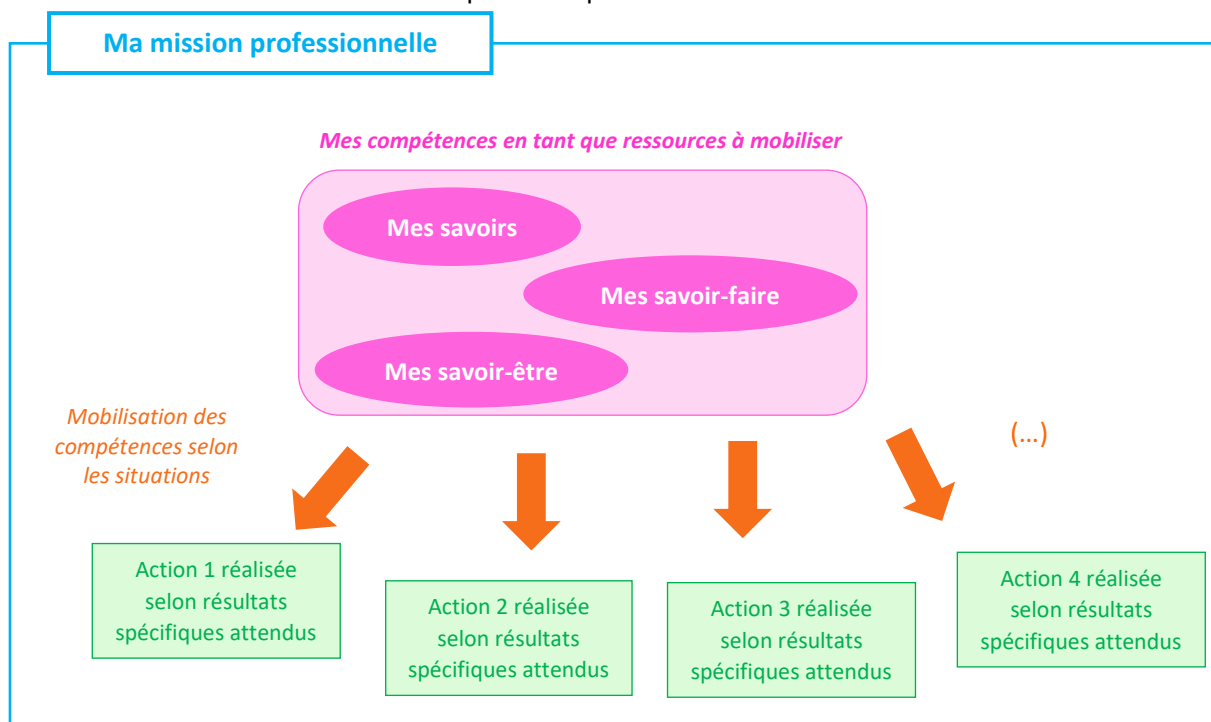 Ma mission professionnelle
Mes compétences en tant que ressources à mobiliser
Mes savoirs
Mes savoir-faire
Mes savoir-être
Mobilisation des
compétences selon
les situations
(…)
Action 1 réalisée
selon résultats
spécifiques attendus
Action 2 réalisée
selon résultats
spécifiques attendus
Action 3 réalisée
selon résultats
spécifiques attendus
Action 4 réalisée
selon résultats
spécifiques attendus